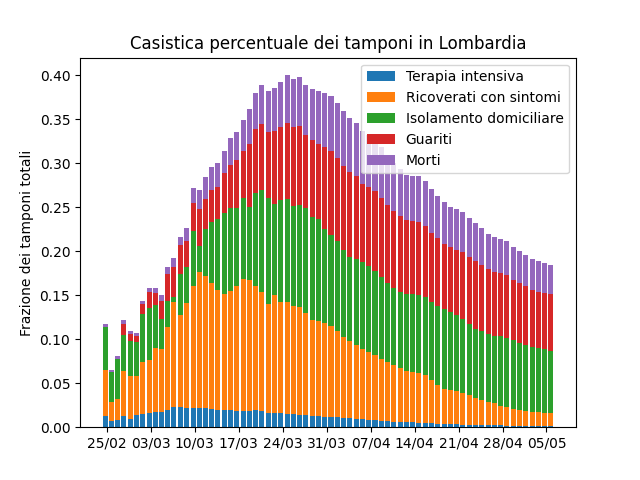 Casistica percentuale dei tamponi in Lombardia
Frazione dei tamponi totali
0.40
0.35
0.30
0.25
0.20
0.15
0.10
0.05
0.00
Terapia intensiva
Ricoverati con sintomi
Isolamento domiciliare
Guariti
Morti
25/02 03/03 10/03 17/03 24/03 31/03 07/04 14/04 21/04 28/04 05/05